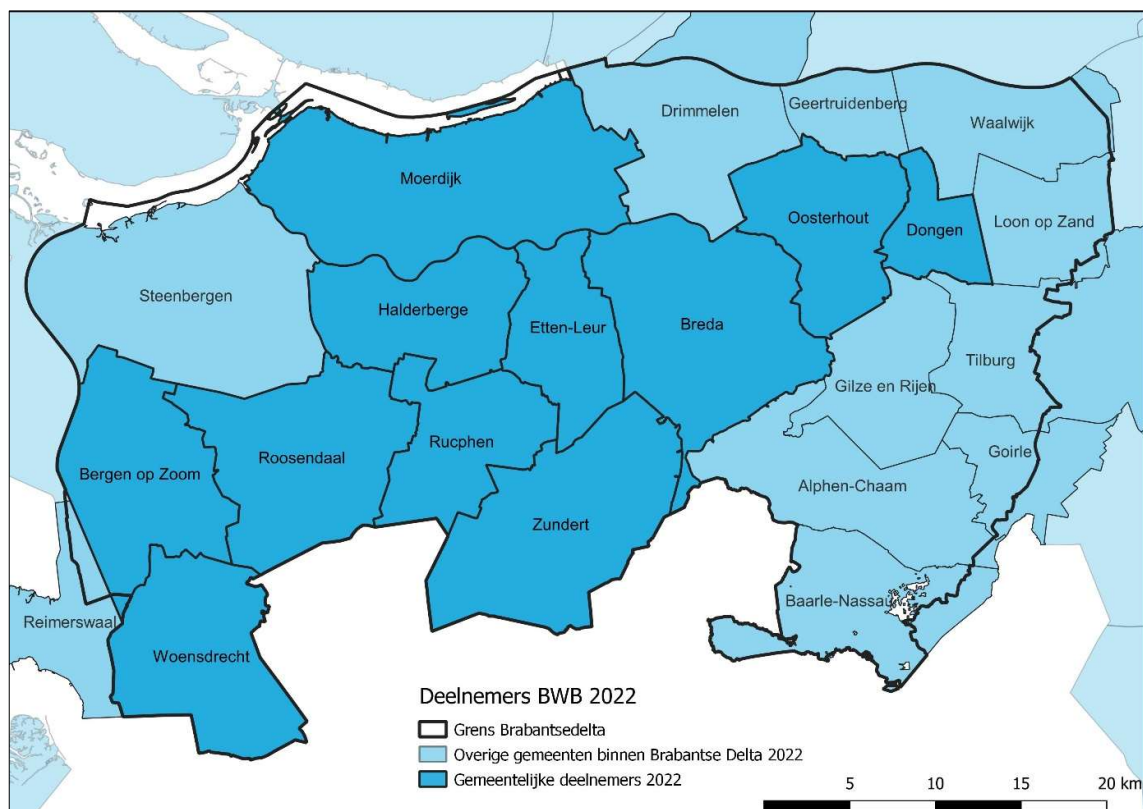 Drimmelen
Geertruidenberg
Waalwijk
Moerdijk
Oosterhout
Dongen
Loon op Zand
Steenbergen
Halderberge
Etten-Leur
Breda
Tilburg
Gilze en Rijen
Rucphen
Roosendaal
Bergen op Zoom
Goirle
Alphen-Chaam
Zundert
Baarle-Nassau
Reimerswaal
Woensdrecht
Deelnemers BWB 2022
Grens Brabantsedelta
Overige gemeenten binnen Brabantse Delta 2022
Gemeentelijke deelnemers 2022
5 10 15 20 km